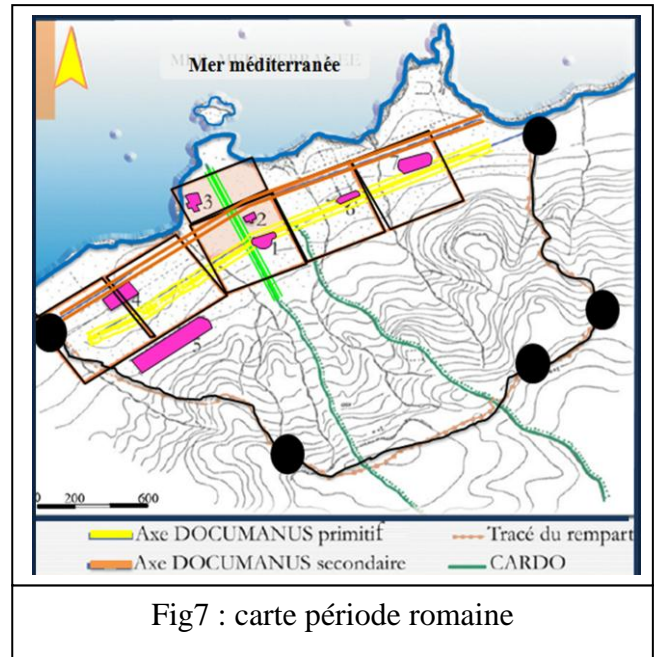 Mer méditerranée
3
2
1
6
4
5
0 200 600
Axe DOCUMANUS primitif
Tracé du rempart
Axe DOCUMANUS secondaire
CARDO
Fig7 : carte période romaine